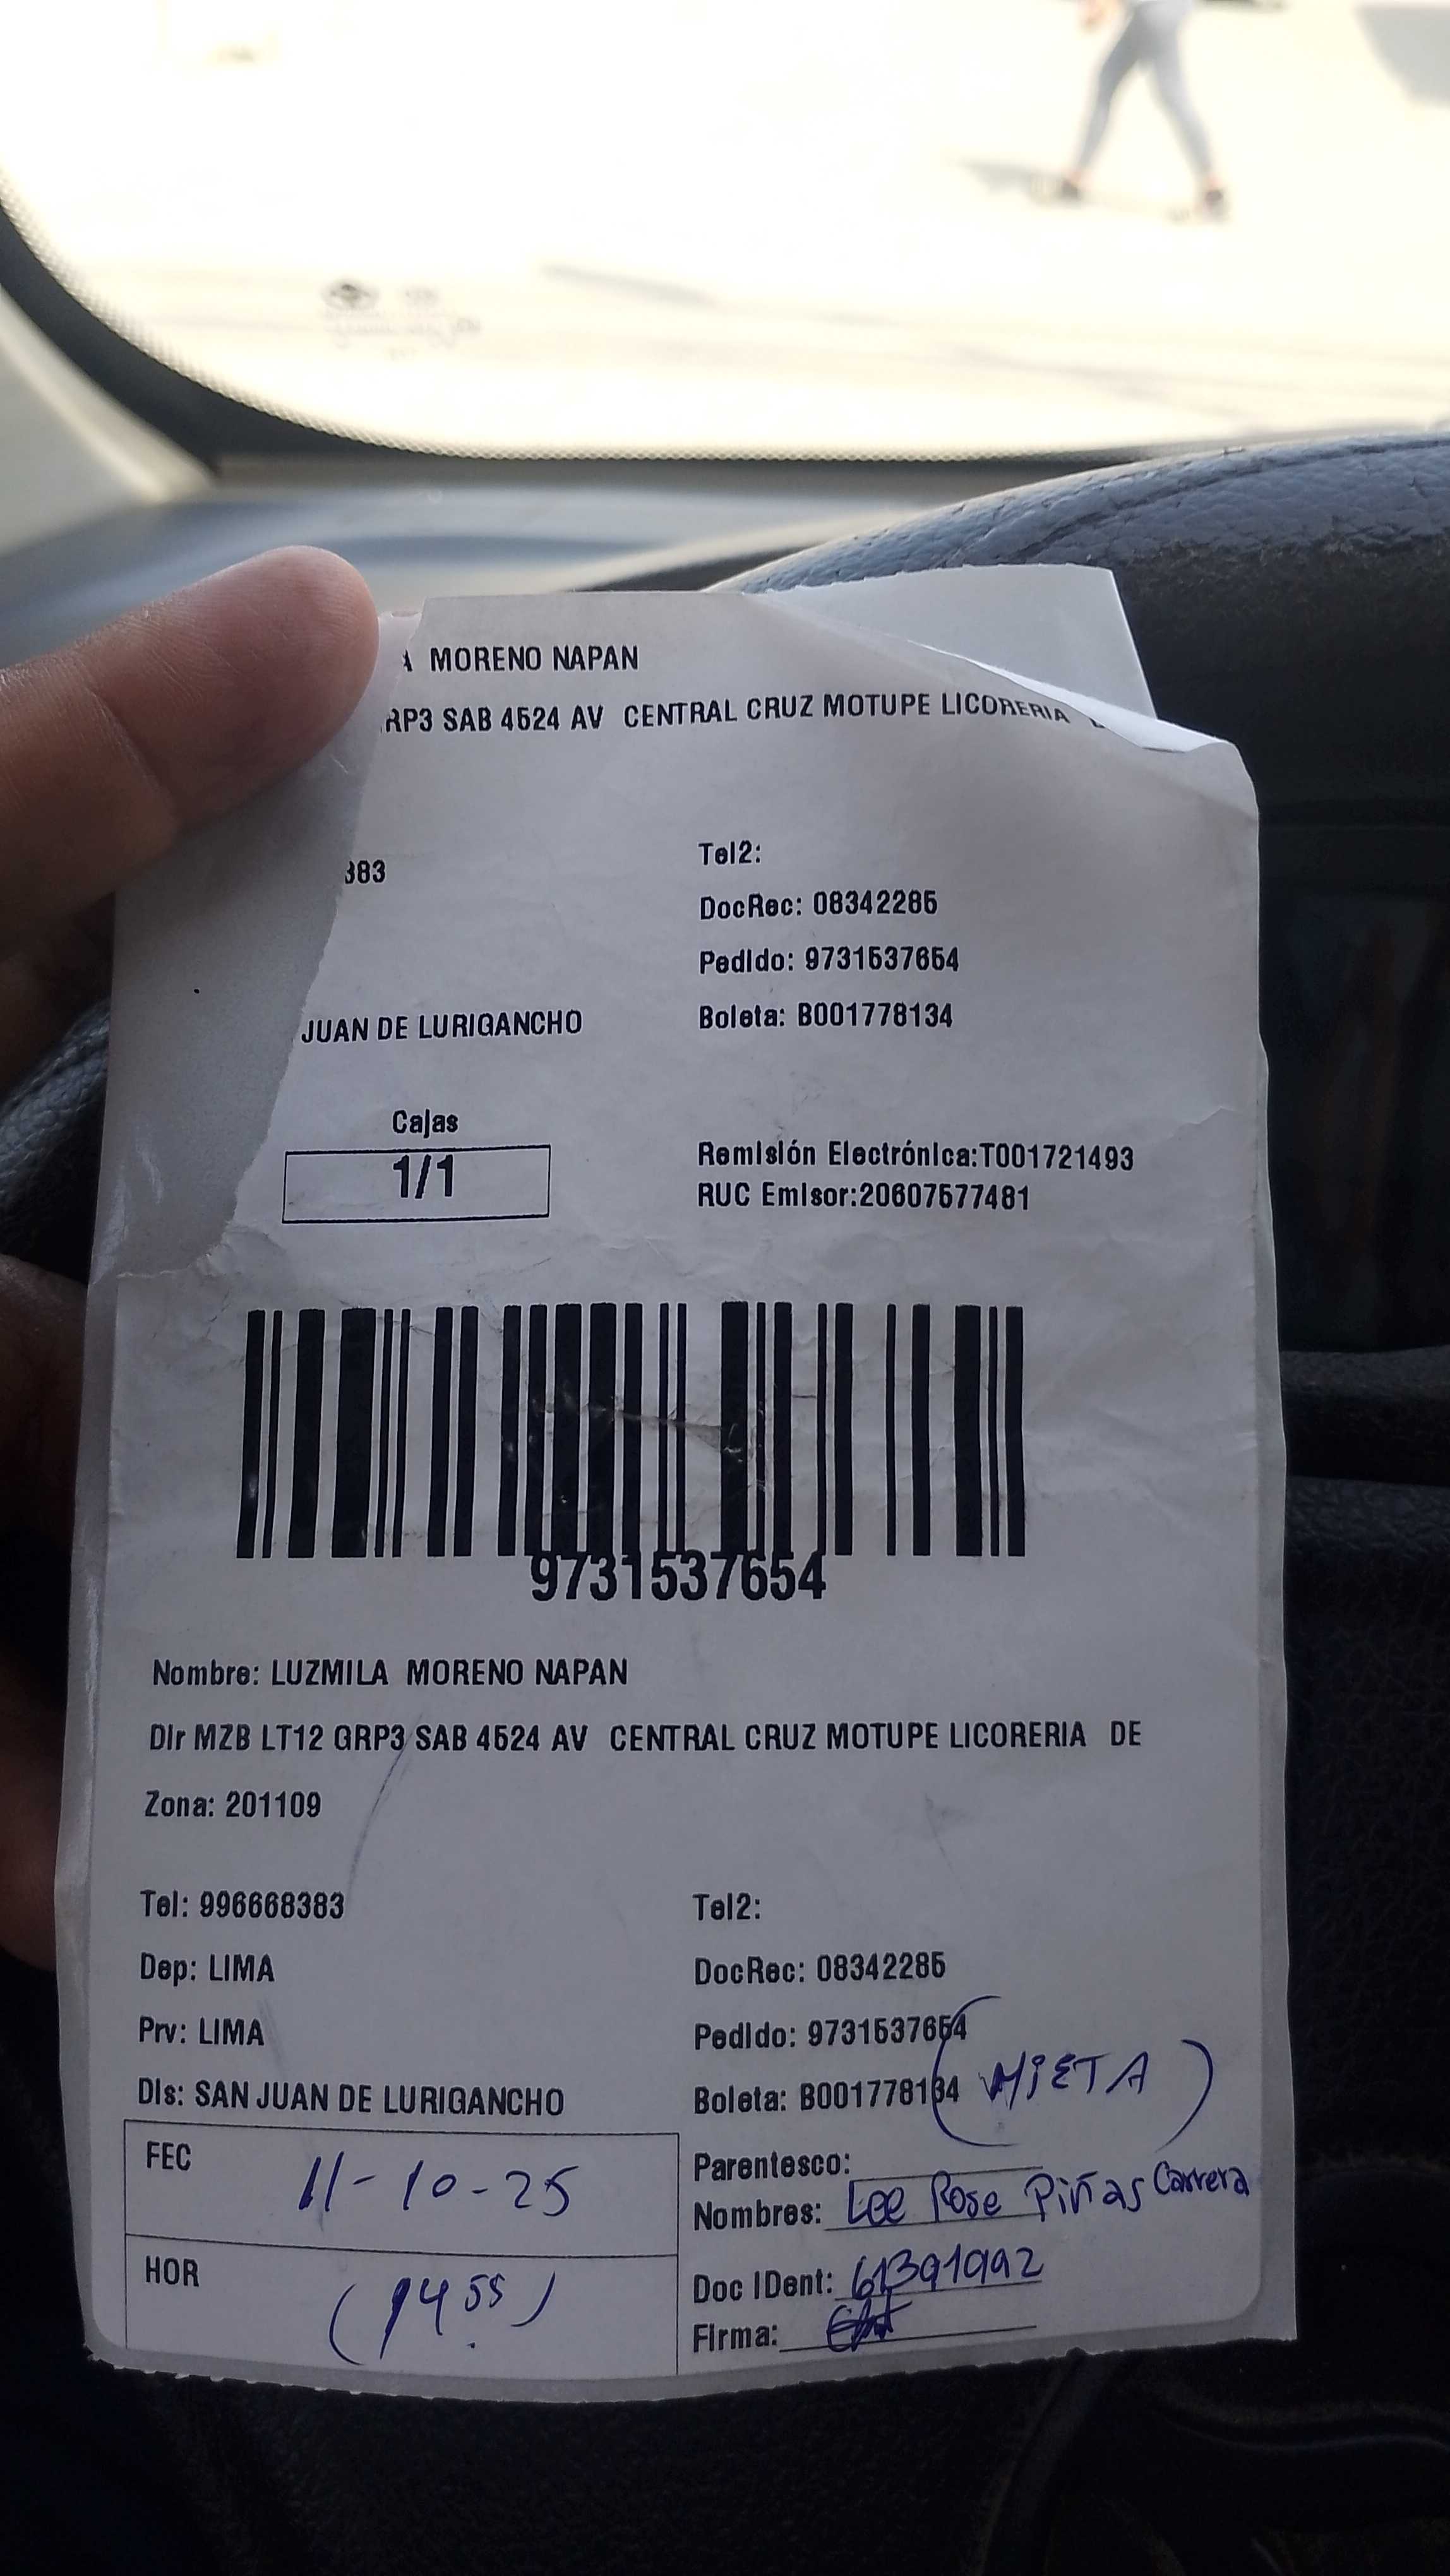 MORENO NAPAN
RP3 SAB 4524 AV CENTRAL CRUZ MOTUPE LICORERIA
383
Tel2:
DocRec: 08342285
Pedido: 9731537654
JUAN DE LURIGANCHO
Boleta: B001778134
Cajas
1/1
Remisión Electrónica:T001721493
RUC Emisor:20607577481
9731537654
Nombre: LUZMILA MORENO NAPAN
Dir MZB LT12 GRP3 SAB 4524 AV CENTRAL CRUZ MOTUPE LICORERIA DE
Zona: 201109
Tel: 996668383
Tel2:
Dep: LIMA
DocRec: 08342285
Prv: LIMA
Pedido: 9731537654
Dis: SAN JUAN DE LURIGANCHO
Boleta: B001778134
(NIETA)
FEC 11-10-25
Parentesco:
Nombres: Lee Rose Piñas Carrera
HOR (14 55)
Doc IDent: 61391992
Firma: